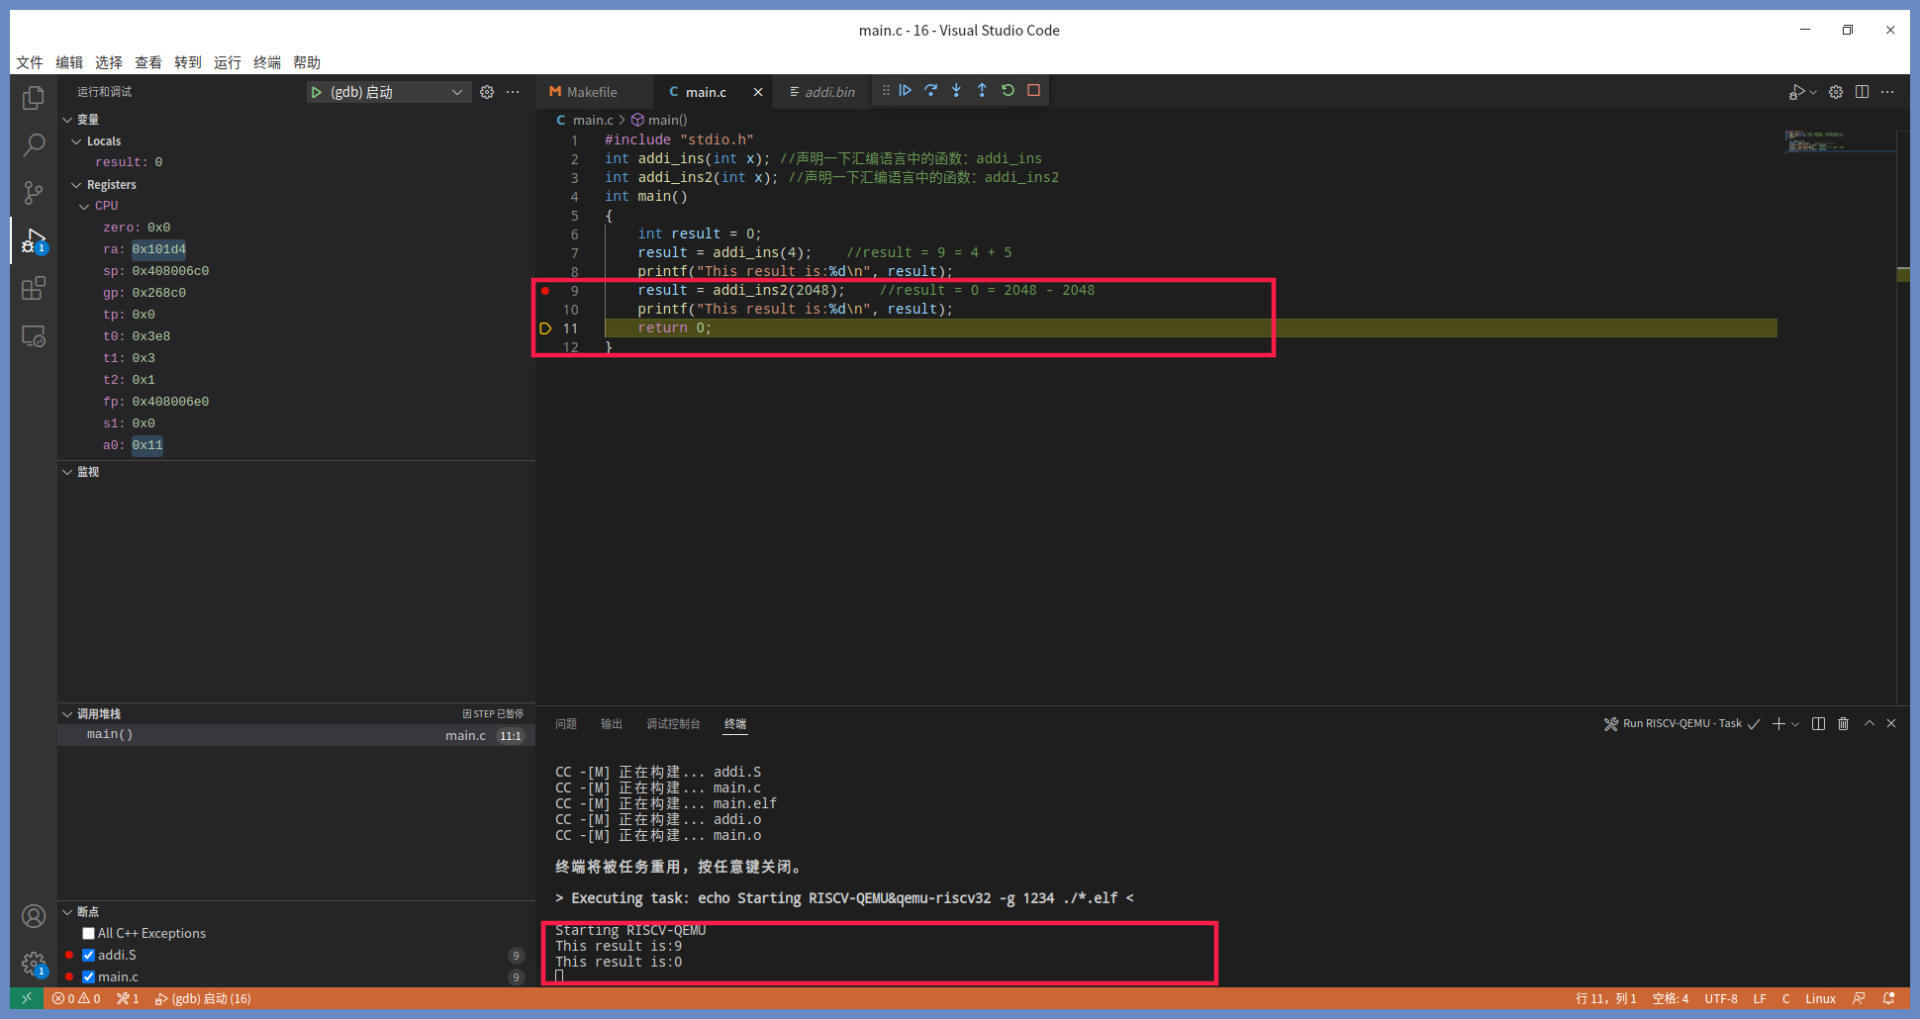 main.c - 16 - Visual Studio Code
文件 编辑 选择 查看 转到 运行 终端 帮助
运行和调试 (gdb) 启动
变量
Locals
result: 0
Registers
CPU
zero: 0x0
ra: 0x101d4
sp: 0x408006c0
gp: 0x268c0
tp: 0x0
t0: 0x3e8
t1: 0x3
t2: 0x1
fp: 0x408006e0
s1: 0x0
a0: 0x11
监视
调用堆栈 因 STEP 已暂停
main() main.c 11:1
断点
All C++ Exceptions
addi.S 9
main.c 9
Makefile main.c addi.bin
main.c > main()
1 #include "stdio.h"
2 int addi_ins(int x); //声明一下汇编语言中的函数: addi_ins
3 int addi_ins2(int x); //声明一下汇编语言中的函数: addi_ins2
4 int main()
5 {
6 int result = 0;
7 result = addi_ins(4); //result = 9 = 4 + 5
8 printf("This result is:%d\n", result);
9 result = addi_ins2(2048); //result = 0 = 2048 - 2048
10 printf("This result is:%d\n", result);
11 return 0;
12 }
问题 输出 调试控制台 终端 Run RISCV-QEMU - Task
CC -[M] 正在构建... addi.S
CC -[M] 正在构建... main.c
CC -[M] 正在构建... main.elf
CC -[M] 正在构建... addi.o
CC -[M] 正在构建... main.o
终端将被任务重用，按任意键关闭。
> Executing task: echo Starting RISCV-QEMU&qemu-riscv32 -g 1234 ./*.elf <
Starting RISCV-QEMU
This result is:9
This result is:0
0 0 1 (gdb) 启动 (16) 行 11，列 1 空格: 4 UTF-8 LF C Linux